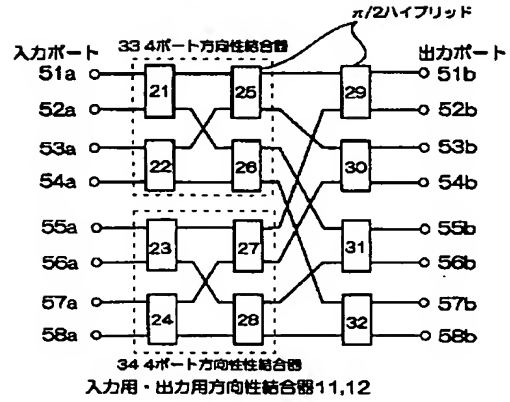 π/2ハイブリッド
入力ポート
33 4ポート方向性結合器
出力ポート
51a 21 25 29 51b
52a 52b
53a 22 26 30 53b
54a 54b
55a 23 27 31 55b
56a 56b
57a 24 28 32 57b
58a 58b
34 4ポート方向性結合器
入力用・出力用方向性結合器11,12